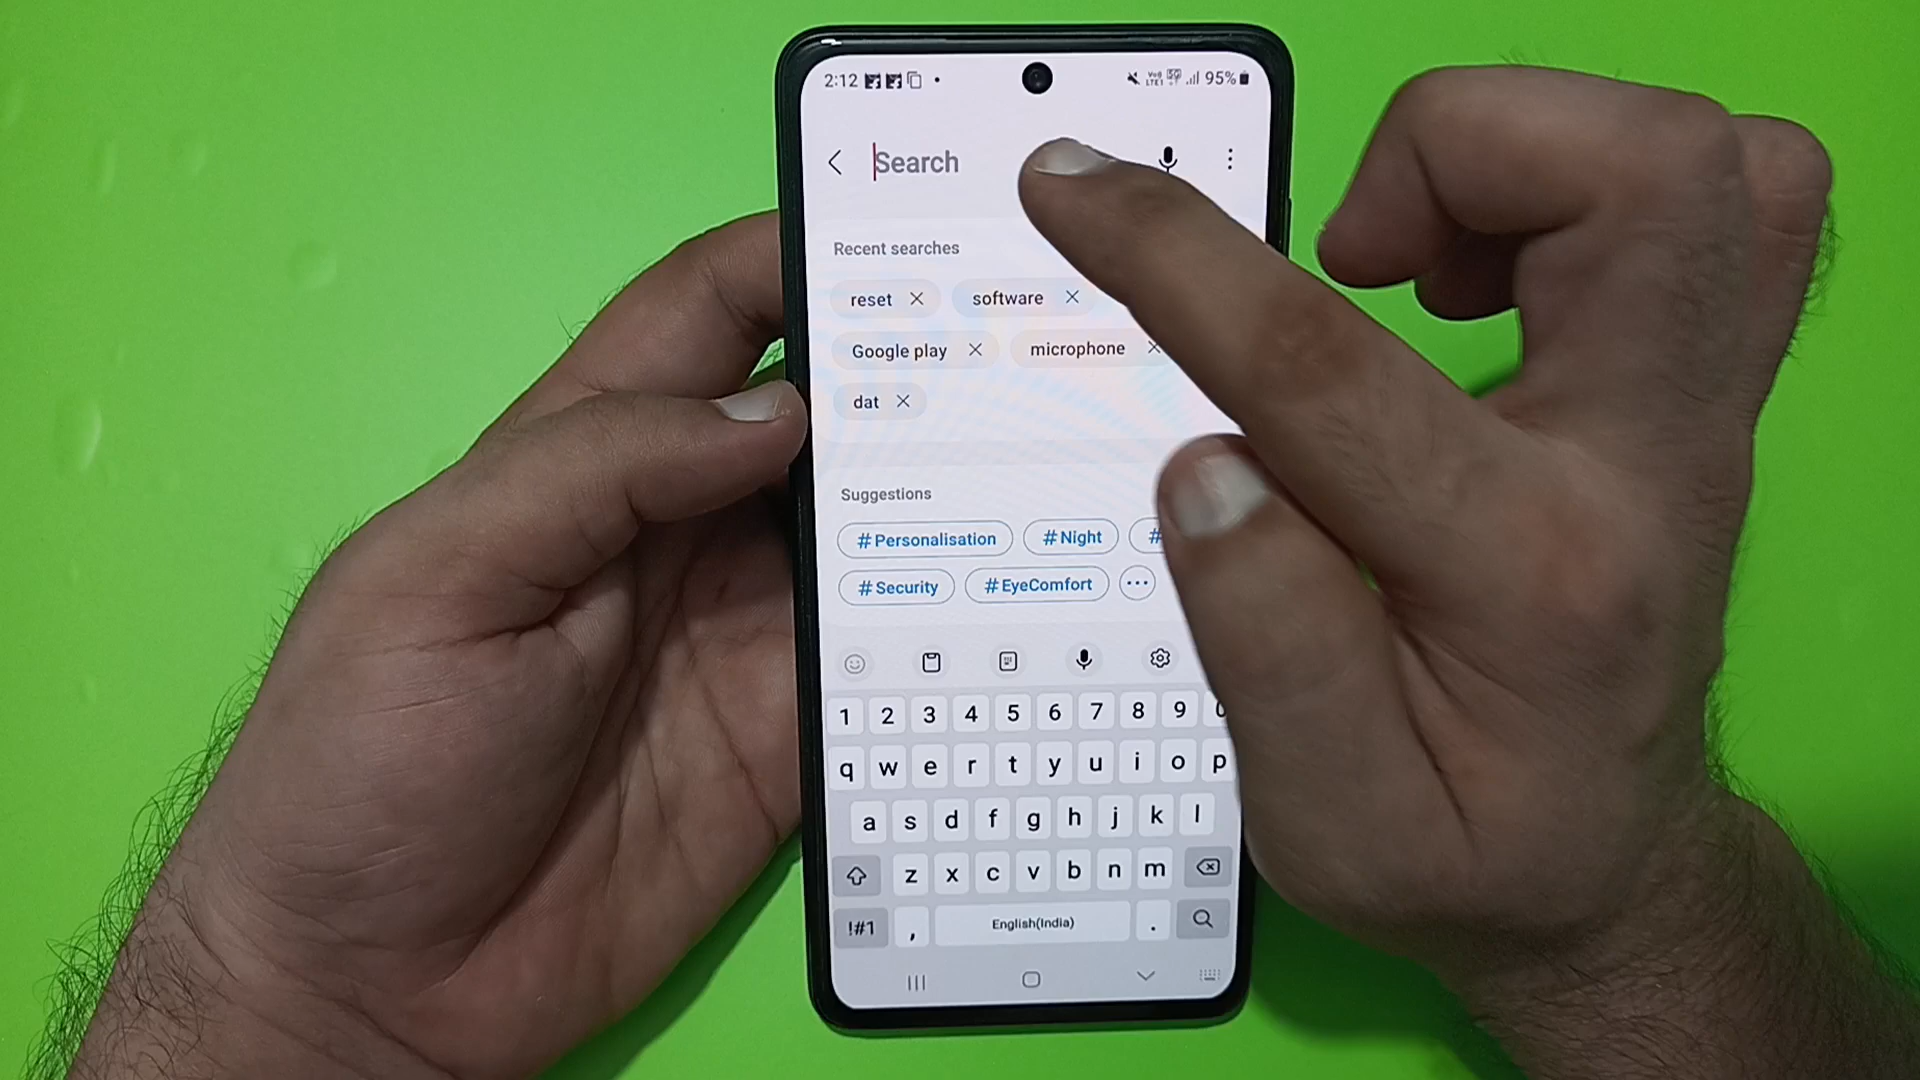 2:12 95%
Search
Recent searches
reset software
Google play microphone
dat
Suggestions
#Personalisation #Night #
#Security #EyeComfort ...
1 2 3 4 5 6 7 8 9 0
q w e r t y u i o p
a s d f g h j k l
z x c v b n m
!#1 , English(India) .